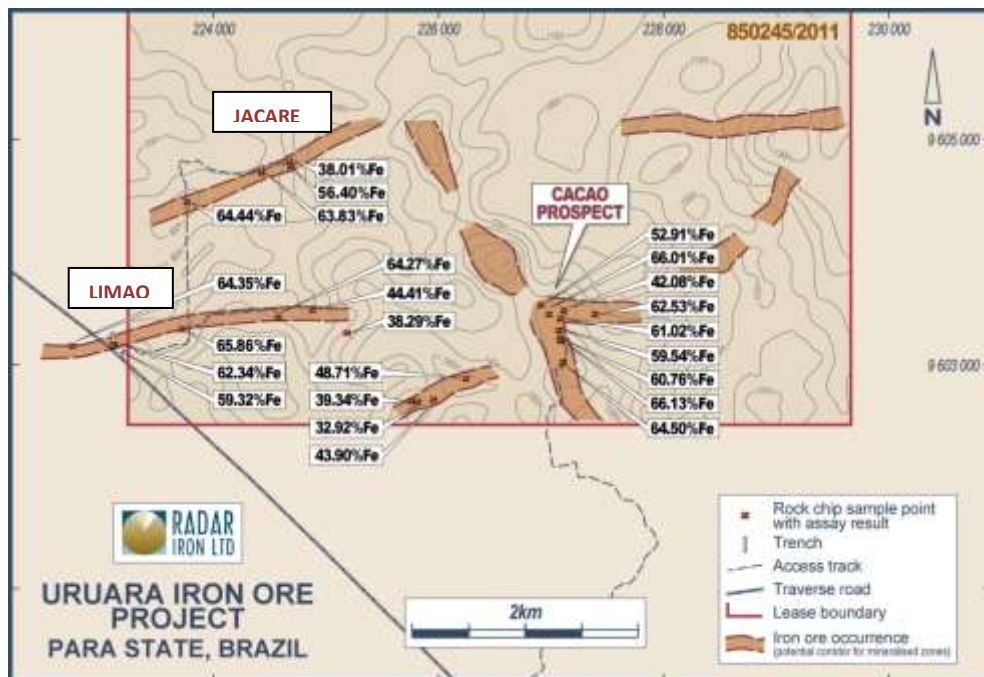 224 000
226 000
228 000
230 000
850245/2011
N
9 605 000
9 603 000
JACARE
38.01%Fe
56.40%Fe
63.83%Fe
64.44%Fe
LIMAO
64.35%Fe
64.27%Fe
44.41%Fe
38.29%Fe
65.86%Fe
62.34%Fe
59.32%Fe
48.71%Fe
39.34%Fe
32.92%Fe
43.90%Fe
CACAO
PROSPECT
52.91%Fe
66.01%Fe
42.08%Fe
62.53%Fe
61.02%Fe
59.54%Fe
60.76%Fe
66.13%Fe
64.50%Fe
RADAR
IRON LTD
URUARA IRON ORE
PROJECT
PARA STATE, BRAZIL
2km
Rock chip sample point
with assay result
Trench
Access track
Traverse road
Lease boundary
Iron ore occurrence
(potential corridor for mineralised zones)